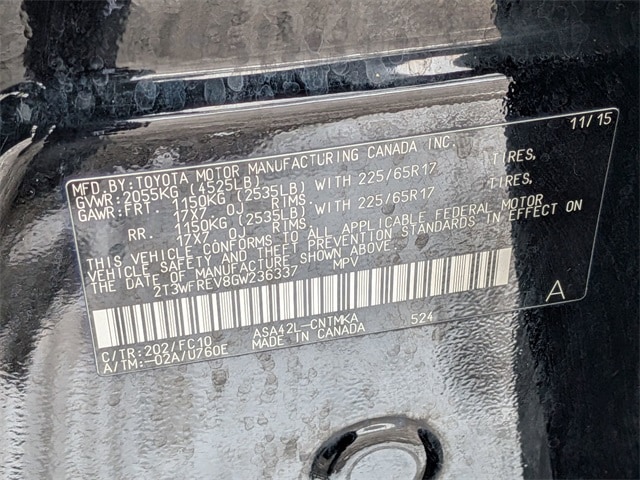 MFD.BY:TOYOTA MOTOR MANUFACTURING CANADA INC. 11/15
GVWR:2055KG (4525LB)
GAWR:FRT. 1150KG (2535LB) WITH 225/65R17 TIRES,
17X7 0J RIMS.
RR. 1150KG (2535LB) WITH 225/65R17 TIRES,
17X7 0J RIMS.
THIS VEHICLE CONFORMS TO ALL APPLICABLE FEDERAL MOTOR
VEHICLE SAFETY AND THEFT PREVENTION STANDARDS IN EFFECT ON
THE DATE OF MANUFACTURE SHOWN ABOVE.
2T3WFREV8GW236337 MPV
A
C/TR:202/FC10 ASA42L-CNTMKA 524
A/TM:-02A/U760E MADE IN CANADA